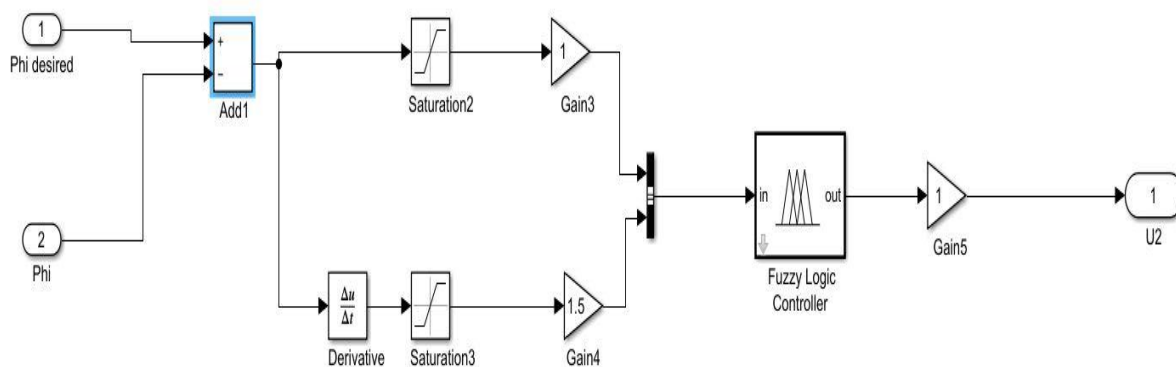 1
Phi desired
+
−
Add1
Saturation2
1
Gain3
2
Phi
Δu
Δt
Derivative
Saturation3
1.5
Gain4
in
out
Fuzzy Logic
Controller
1
Gain5
1
U2